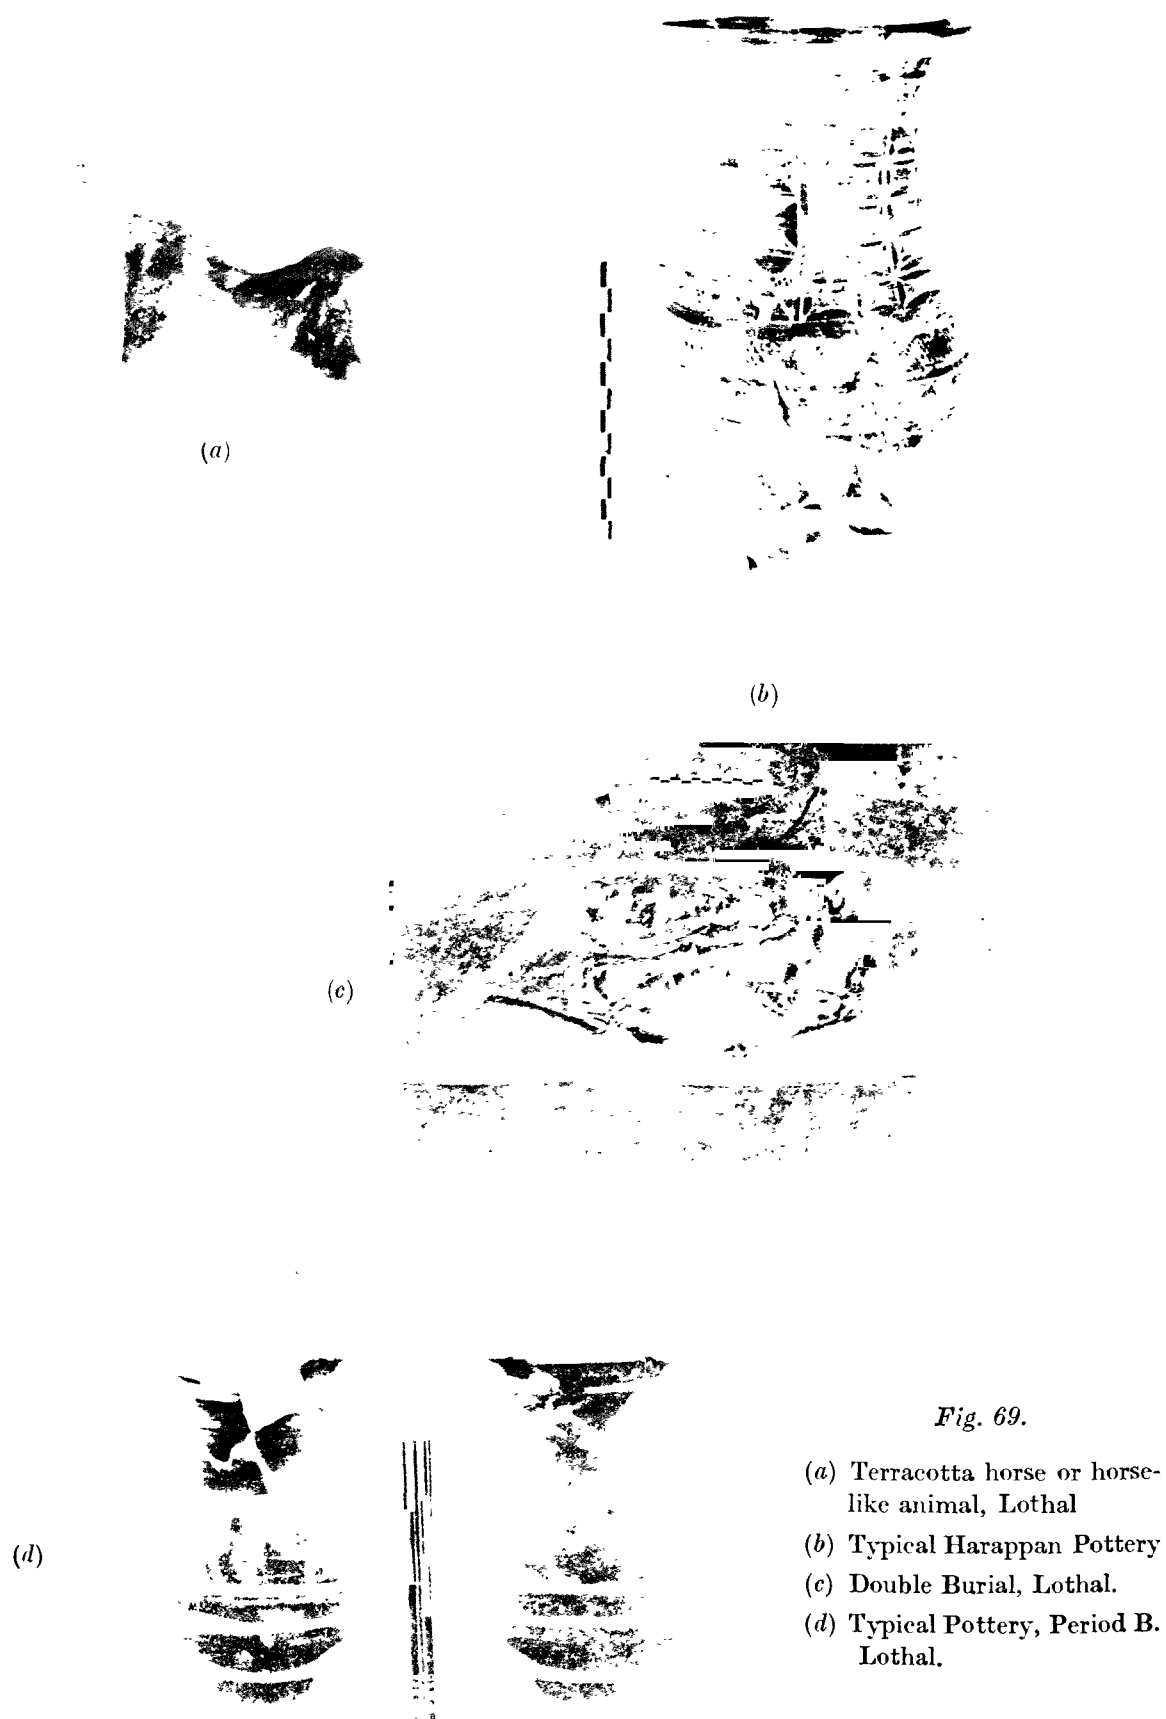 (a)
(b)
(c)
(d)
Fig. 69.
(a) Terracotta horse or horse-
like animal, Lothal
(b) Typical Harappan Pottery
(c) Double Burial, Lothal.
(d) Typical Pottery, Period B.
Lothal.